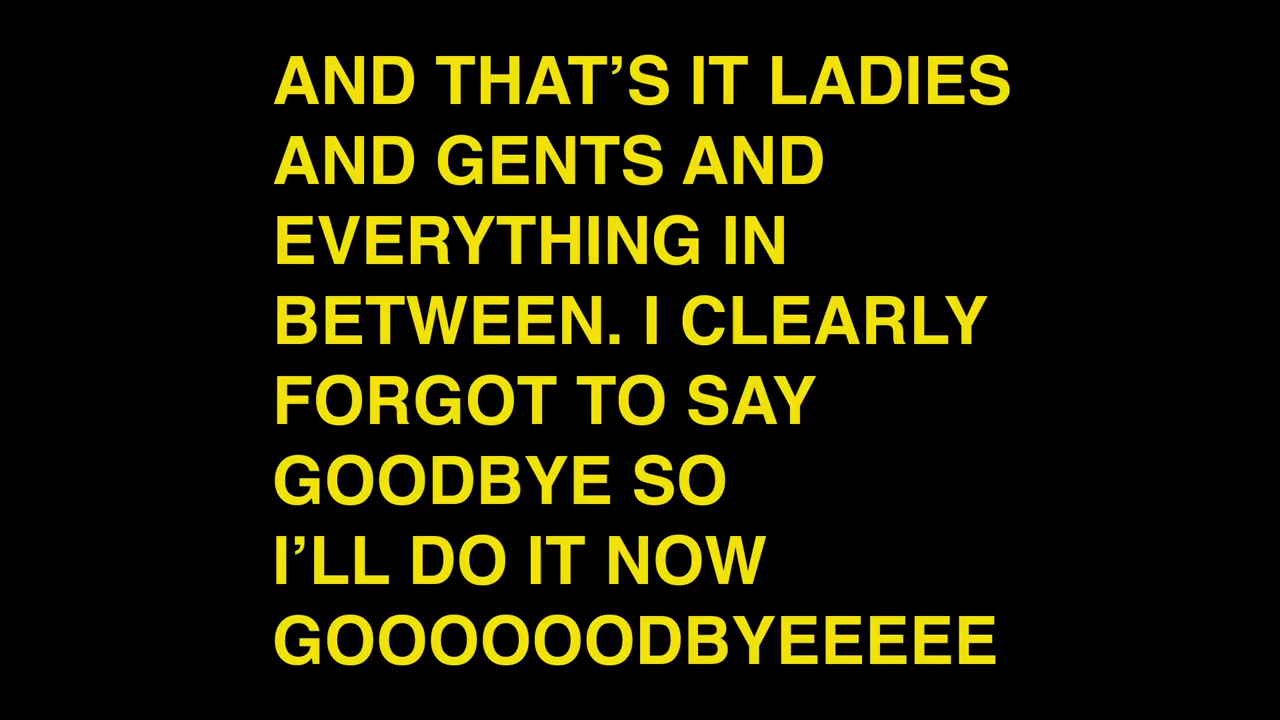 AND THAT’S IT LADIES
AND GENTS AND
EVERYTHING IN
BETWEEN. I CLEARLY
FORGOT TO SAY
GOODBYE SO
I’LL DO IT NOW
GOOOOOODBYEEEEE